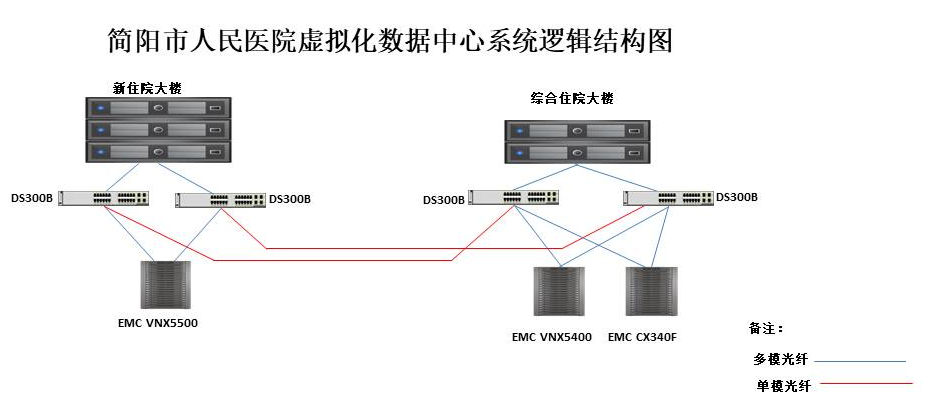 简阳市人民医院虚拟化数据中心系统逻辑结构图
新住院大楼
综合住院大楼
DS300B
DS300B
DS300B
DS300B
EMC VNX5500
EMC VNX5400
EMC CX340F
备注：
多模光纤
单模光纤